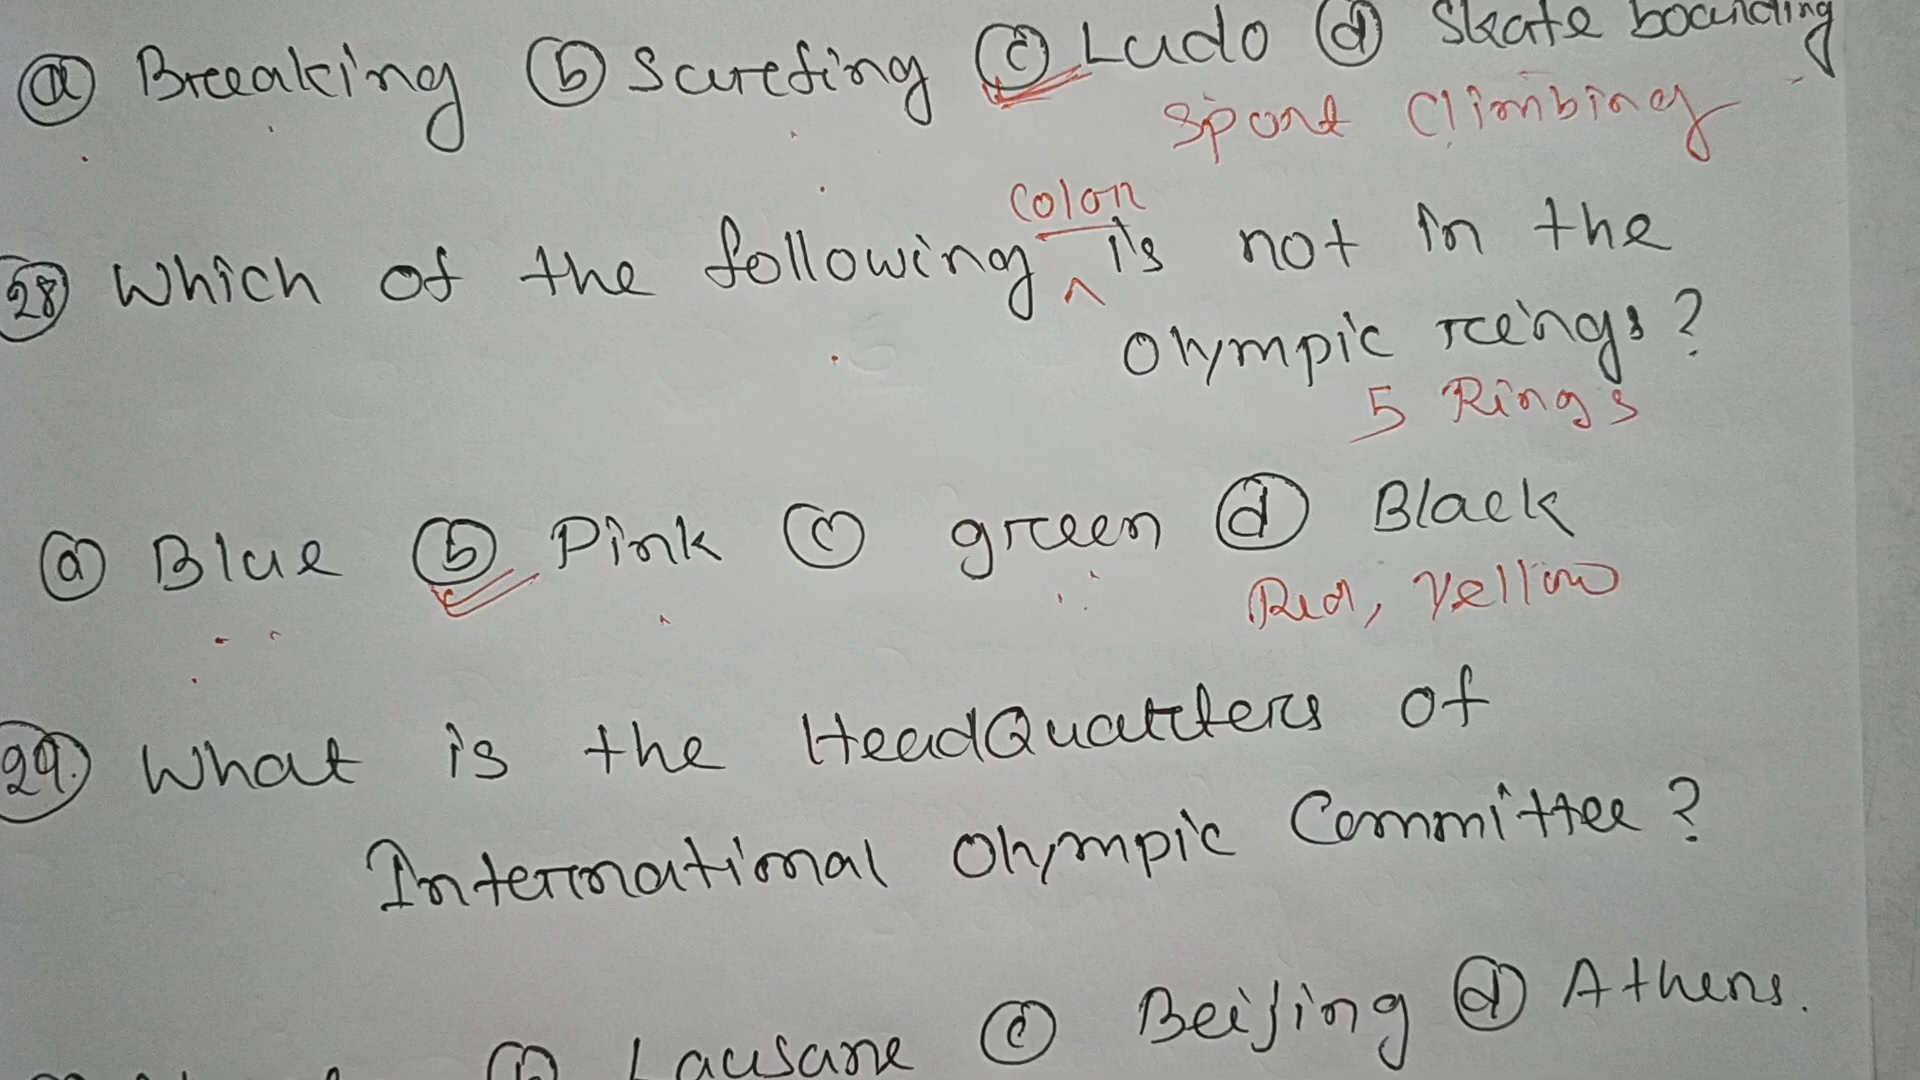 (a) Breaking (b) Surfing (c) Ludo (d) Skate boarding
Sport Climbing
color
28 Which of the following ^ is not in the
Olympic rings?
5 Rings
(a) Blue (b) Pink (c) green (d) Black
Red, Yellow
29. What is the HeadQuarters of
International Olympic Committee?
(c) Beijing (d) Athens.
(b) Lausane